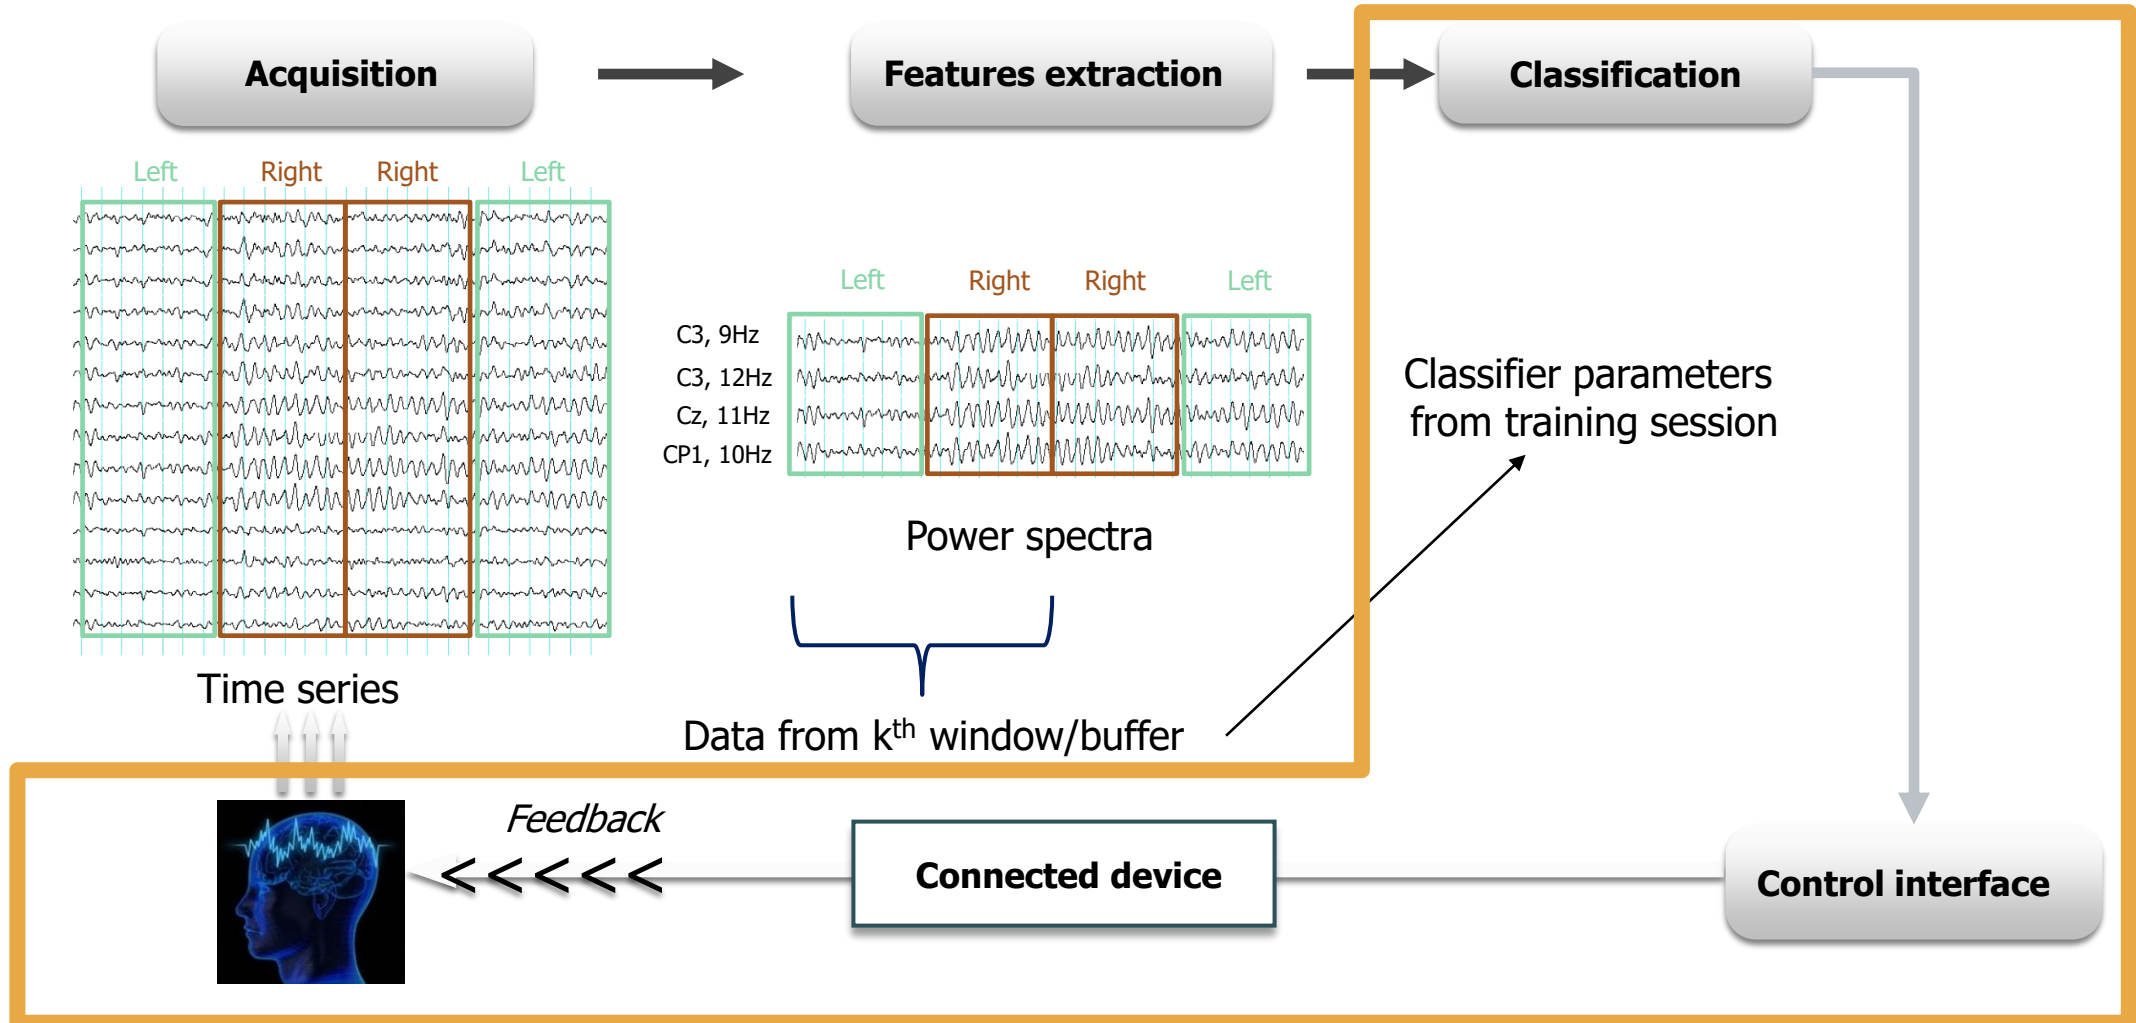 Acquisition
Features extraction
Classification
Left
Right
Right
Left
Left
Right
Right
Left
C3, 9Hz
C3, 12Hz
Cz, 11Hz
CP1, 10Hz
Classifier parameters
from training session
Power spectra
Time series
Data from kth window/buffer
Feedback
<<<<<
Connected device
Control interface